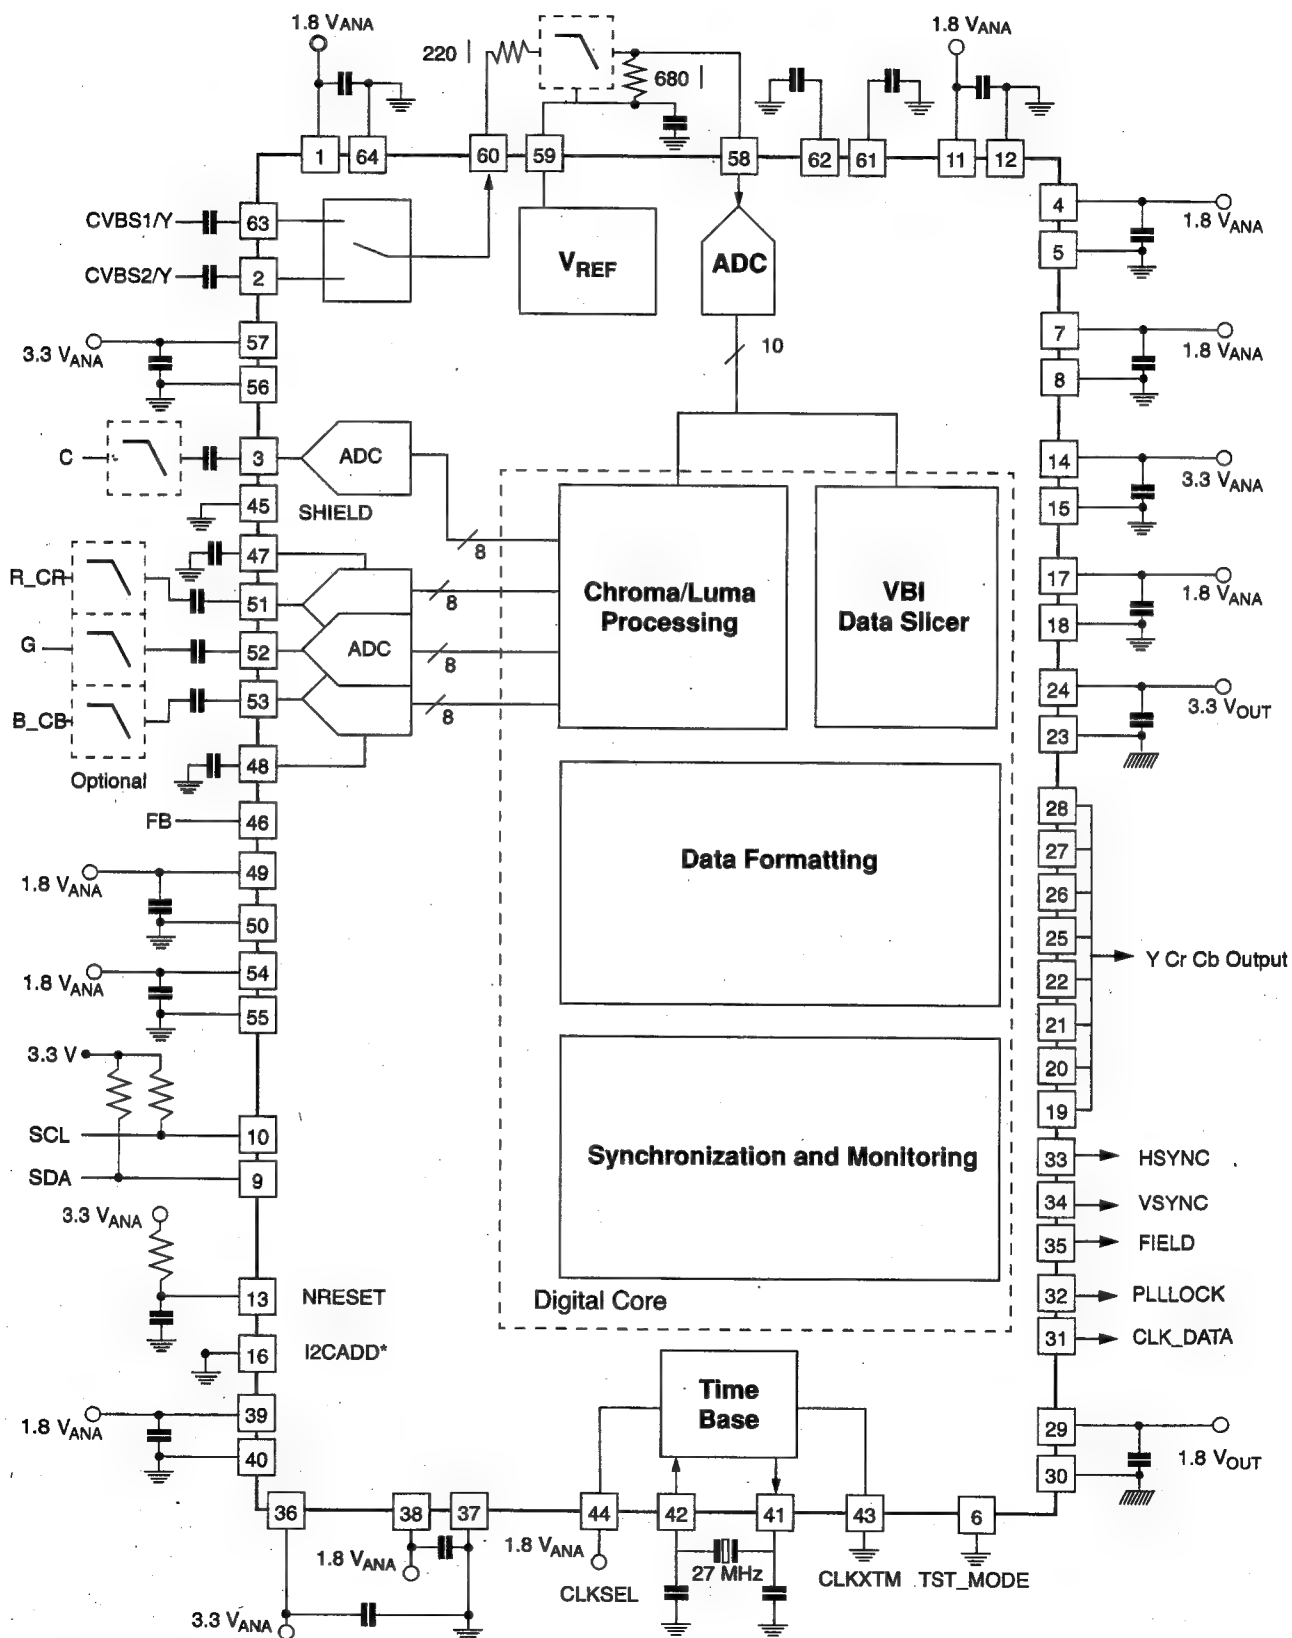 1.8 VANA
220
680
1.8 VANA
1
64
60
59
58
62
61
11
12
CVBS1/Y
63
CVBS2/Y
2
VREF
ADC
10
4
1.8 VANA
5
3.3 VANA
57
56
7
1.8 VANA
8
C
3
ADC
45
SHIELD
14
3.3 VANA
15
47
8
R_CR
51
8
G
52
ADC
8
B_CB
53
8
48
Optional
Chroma/Luma
Processing
VBI
Data Slicer
17
1.8 VANA
18
24
3.3 VOUT
23
FB
46
1.8 VANA
49
50
1.8 VANA
54
55
Data Formatting
28
27
26
25
22
21
20
19
Y Cr Cb Output
3.3 V
SCL
10
SDA
9
Synchronization and Monitoring
33
HSYNC
34
VSYNC
35
FIELD
32
PLLLOCK
31
CLK_DATA
3.3 VANA
13
NRESET
16
I2CADD*
Digital Core
1.8 VANA
39
40
Time
Base
29
1.8 VOUT
30
36
38
37
44
42
41
43
6
1.8 VANA
1.8 VANA
27 MHz
CLKSEL
CLKXTM
TST_MODE
3.3 VANA